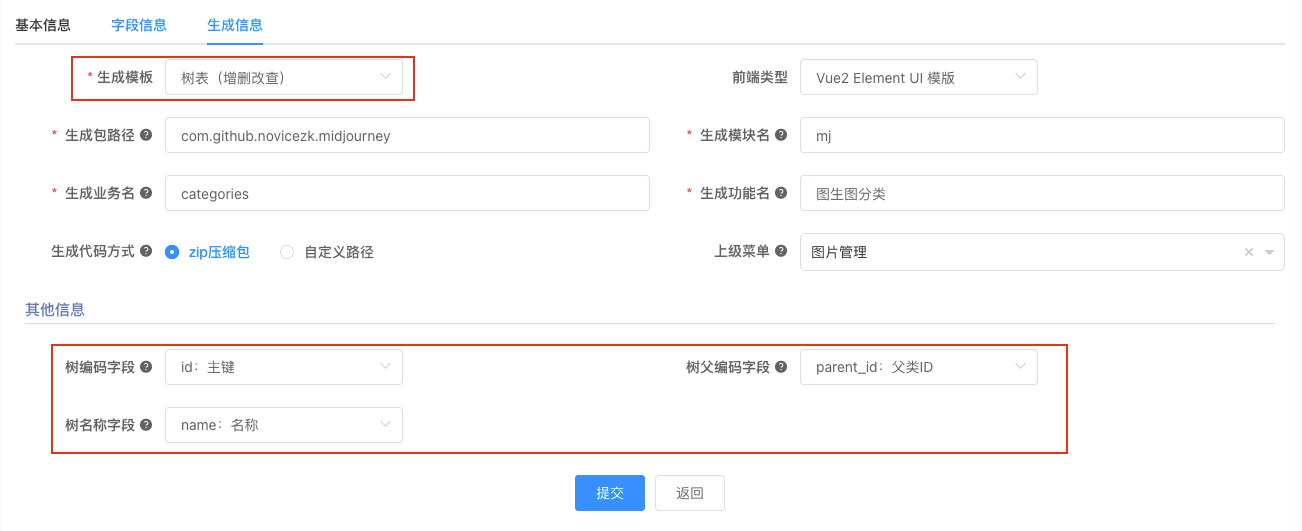 基本信息 字段信息 生成信息
* 生成模板 树表（增删改查） 前端类型 Vue2 Element UI 模版
* 生成包路径 com.github.novicezk.midjourney * 生成模块名 mj
* 生成业务名 categories * 生成功能名 图生图分类
生成代码方式 zip压缩包 自定义路径 上级菜单 图片管理
其他信息
树编码字段 id：主键 树父编码字段 parent_id：父类ID
树名称字段 name：名称
提交 返回